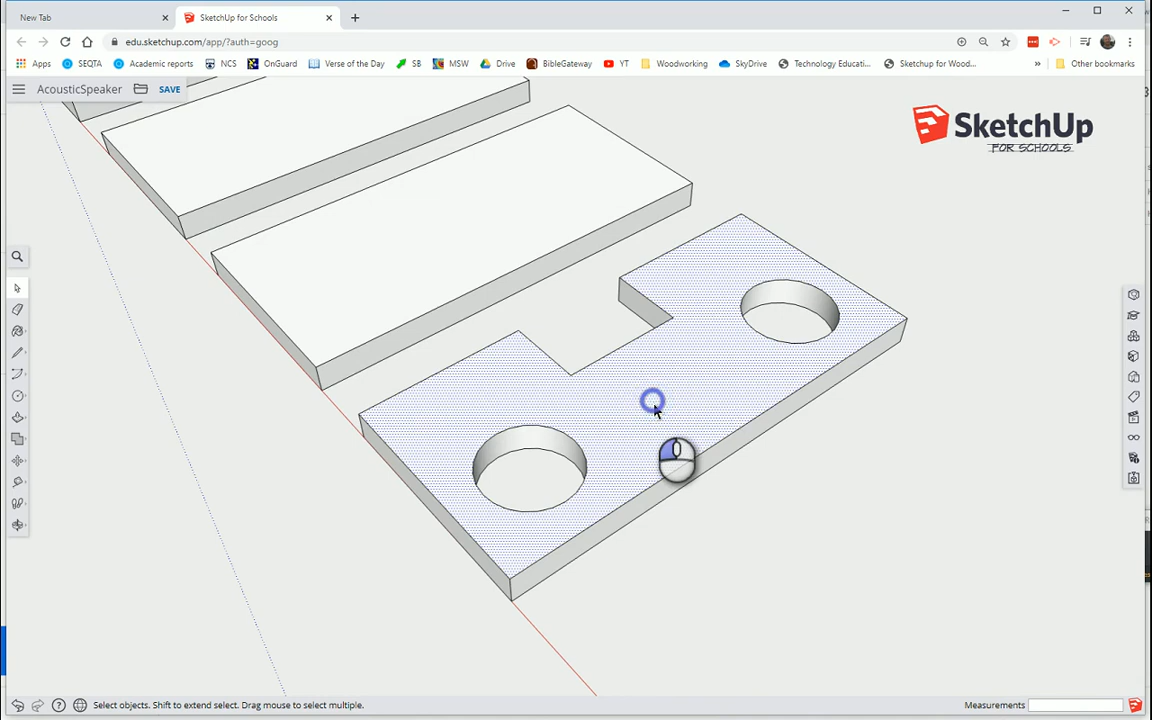 New Tab
SketchUp for Schools
edu.sketchup.com/app/?auth=goog
Apps SEQTA Academic reports NCS OnGuard Verse of the Day SB MSW Drive BibleGateway YT Woodworking SkyDrive Technology Educati... Sketchup for Wood... » Other bookmarks
AcousticSpeaker SAVE
SketchUp
FOR SCHOOLS
Select objects. Shift to extend select. Drag mouse to select multiple.
Measurements